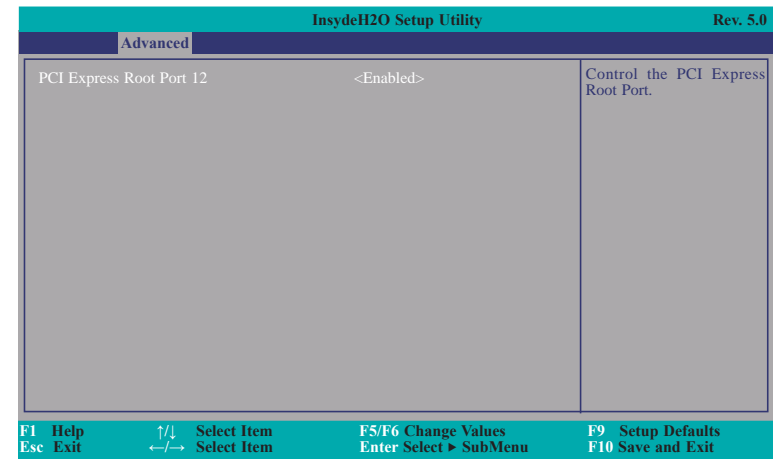 InsydeH2O Setup Utility Rev. 5.0
Advanced
PCI Express Root Port 12 <Enabled>
Control the PCI Express
Root Port.
F1 Help ↑/↓ Select Item F5/F6 Change Values F9 Setup Defaults
Esc Exit ←/→ Select Item Enter Select ▶ SubMenu F10 Save and Exit